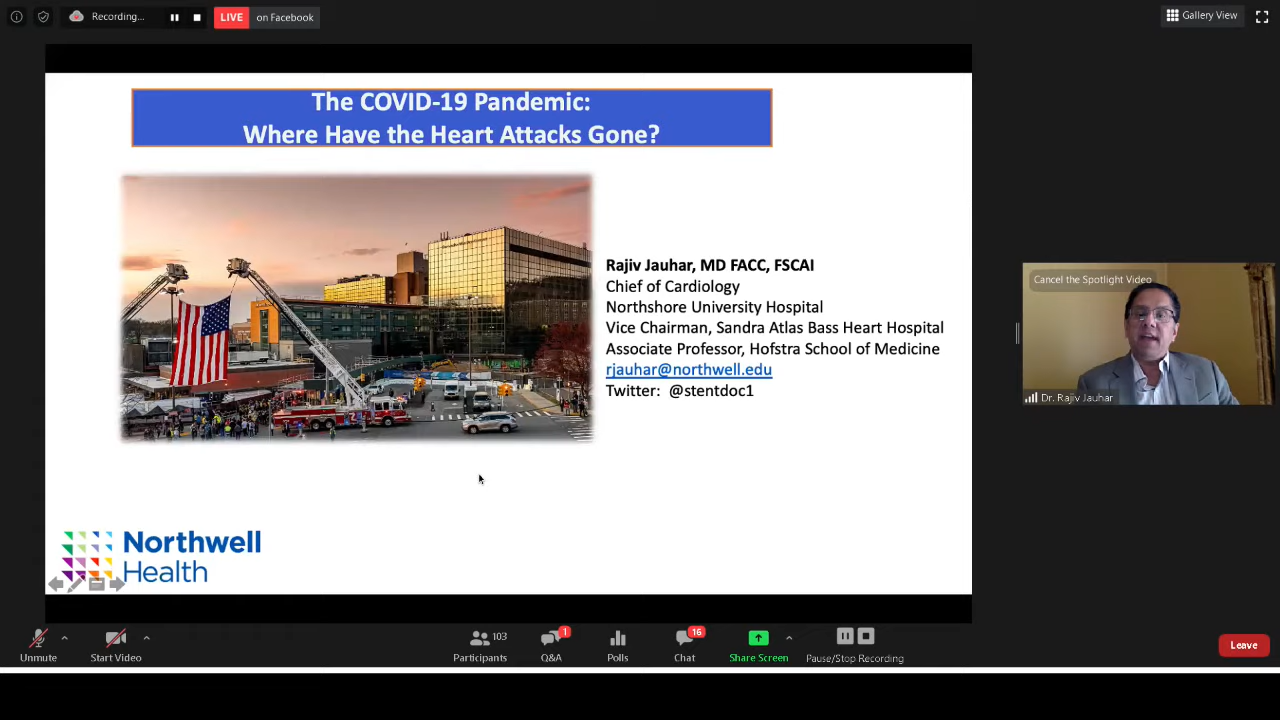 Recording...
LIVE
on Facebook
Gallery View
The COVID-19 Pandemic:
Where Have the Heart Attacks Gone?
Rajiv Jauhar, MD FACC, FSCAI
Chief of Cardiology
Northshore University Hospital
Vice Chairman, Sandra Atlas Bass Heart Hospital
Associate Professor, Hofstra School of Medicine
rjauhar@northwell.edu
Twitter: @stentdoc1
Cancel the Spotlight Video
Dr. Rajiv Jauhar
Northwell
Health
Unmute
Start Video
103
Participants
1
Q&A
Polls
16
Chat
Share Screen
Pause/Stop Recording
Leave